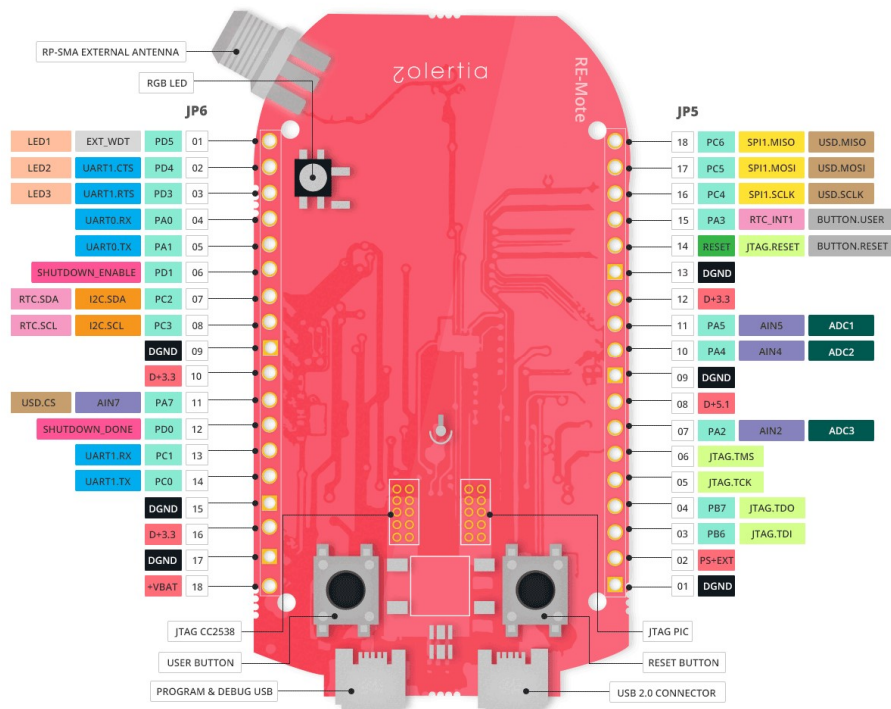 RP-SMA EXTERNAL ANTENNA
RGB LED
zolertia
RE-Mote
JP6
LED1 EXT_WDT PD5 01
LED2 UART1.CTS PD4 02
LED3 UART1.RTS PD3 03
UART0.RX PA0 04
UART0.TX PA1 05
SHUTDOWN_ENABLE PD1 06
RTC.SDA I2C.SDA PC2 07
RTC.SCL I2C.SCL PC3 08
DGND 09
D+3.3 10
USD.CS AIN7 PA7 11
SHUTDOWN_DONE PD0 12
UART1.RX PC1 13
UART1.TX PC0 14
DGND 15
D+3.3 16
DGND 17
+VBAT 18
JP5
18 PC6 SPI1.MISO USD.MISO
17 PC5 SPI1.MOSI USD.MOSI
16 PC4 SPI1.SCLK USD.SCLK
15 PA3 RTC_INT1 BUTTON.USER
14 RESET JTAG.RESET BUTTON.RESET
13 DGND
12 D+3.3
11 PA5 AIN5 ADC1
10 PA4 AIN4 ADC2
09 DGND
08 D+5.1
07 PA2 AIN2 ADC3
06 JTAG.TMS
05 JTAG.TCK
04 PB7 JTAG.TDO
03 PB6 JTAG.TDI
02 PS+EXT
01 DGND
JTAG CC2538
USER BUTTON
PROGRAM & DEBUG USB
JTAG PIC
RESET BUTTON
USB 2.0 CONNECTOR